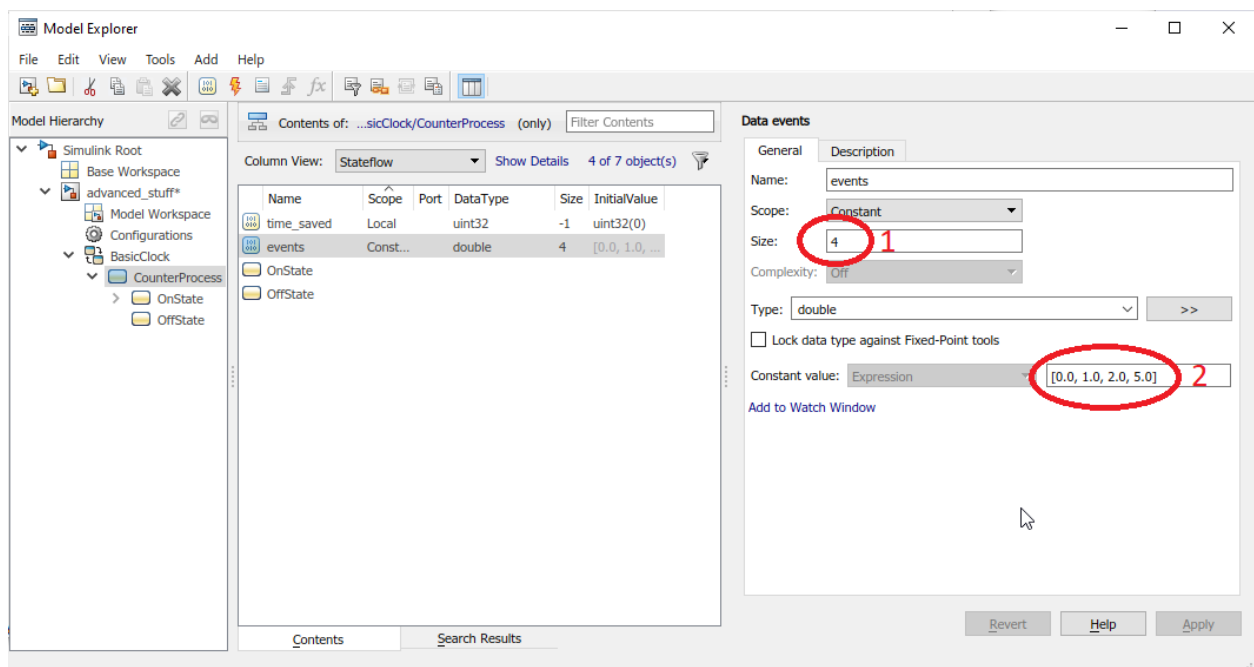 Model Explorer
File Edit View Tools Add Help
fx
Model Hierarchy
Simulink Root
Base Workspace
advanced_stuff*
Model Workspace
Configurations
BasicClock
CounterProcess
OnState
OffState
Contents of: ...sicClock/CounterProcess (only) Filter Contents
Column View: Stateflow Show Details 4 of 7 object(s)
Name Scope Port DataType Size InitialValue
time_saved Local uint32 -1 uint32(0)
events Const... double 4 [0.0, 1.0, ...
OnState
OffState
Contents Search Results
Data events
General Description
Name: events
Scope: Constant
Size: 4 1
Complexity: Off
Type: double >>
Lock data type against Fixed-Point tools
Constant value: Expression [0.0, 1.0, 2.0, 5.0] 2
Add to Watch Window
Revert Help Apply